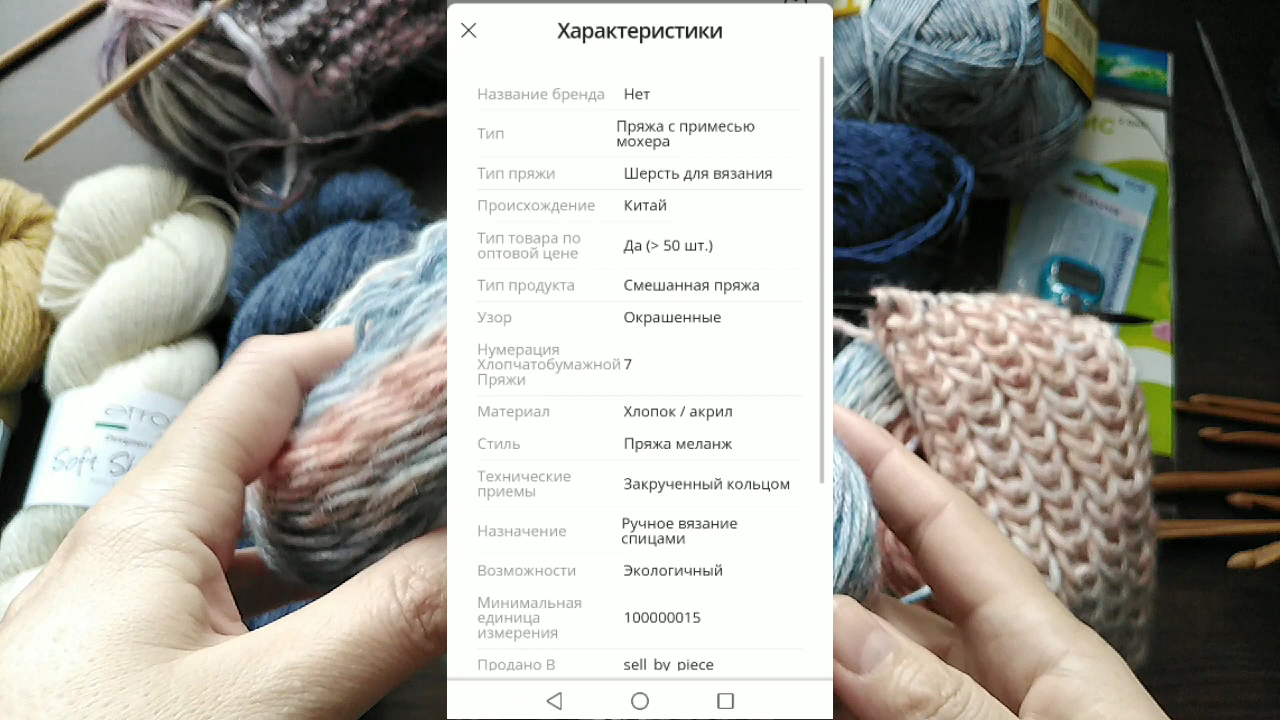 Характеристики
Название бренда Нет
Тип Пряжа с примесью
мохера
Тип пряжи Шерсть для вязания
Происхождение Китай
Тип товара по
оптовой цене Да (> 50 шт.)
Тип продукта Смешанная пряжа
Узор Окрашенные
Нумерация
Хлопчатобумажной 7
Пряжи
Материал Хлопок / акрил
Стиль Пряжа меланж
Технические
приемы Закрученный кольцом
Назначение Ручное вязание
спицами
Возможности Экологичный
Минимальная
единица 100000015
измерения
Продано В sell_by_piece
Soft